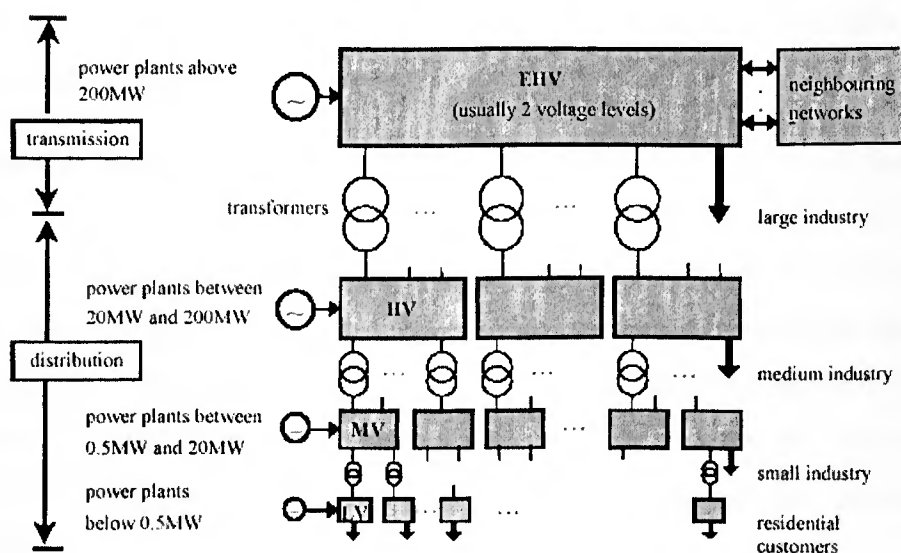 power plants above
200MW
transmission
EHV
(usually 2 voltage levels)
neighbouring
networks
transformers
large industry
power plants between
20MW and 200MW
HV
distribution
medium industry
power plants between
0.5MW and 20MW
MV
small industry
power plants
below 0.5MW
LV
residential
customers